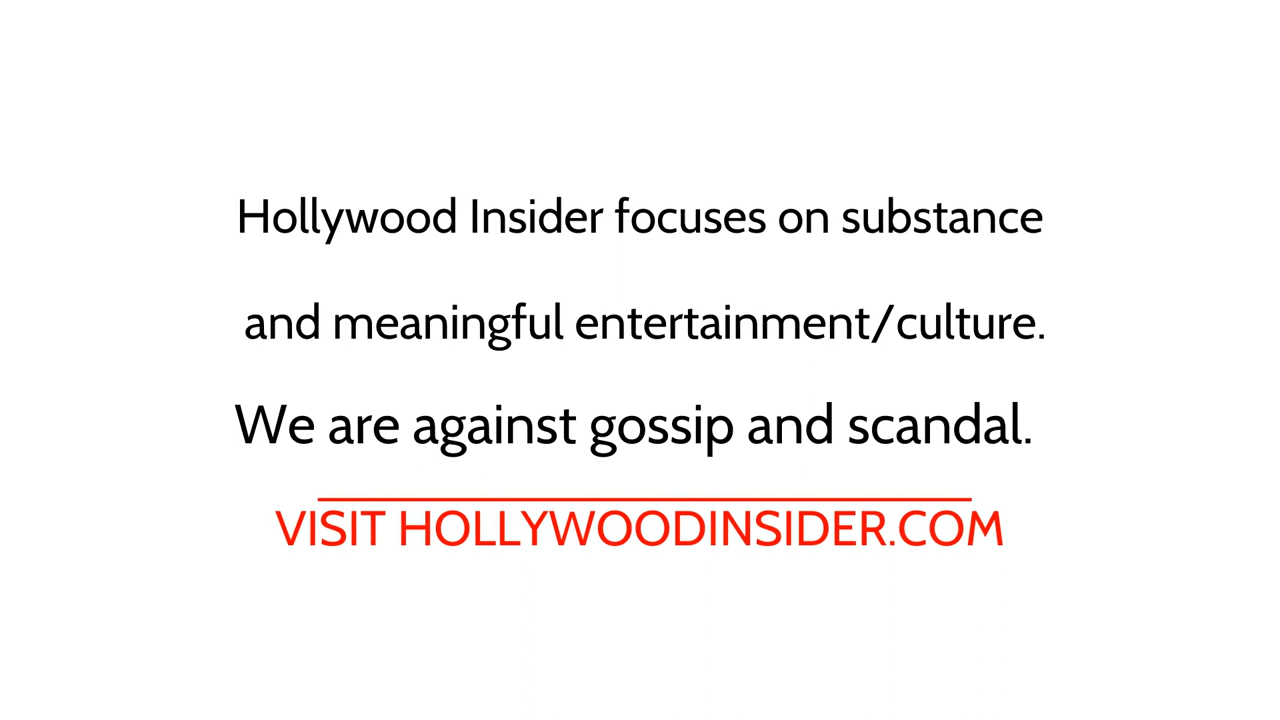 Hollywood Insider focuses on substance
and meaningful entertainment/culture.
We are against gossip and scandal.
VISIT HOLLYWOODINSIDER.COM